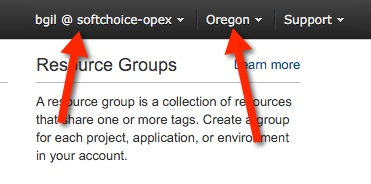 bgil @ softchoice-opex Oregon Support
Resource Groups Learn more
A resource group is a collection of resources
that share one or more tags. Create a group
for each project, application, or environment
in your account.